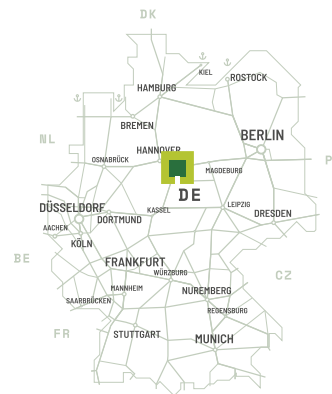 DK
KIEL
ROSTOCK
HAMBURG
BREMEN
BERLIN
NL
HANNOVER
OSNABRÜCK
P
MAGDEBURG
DE
DÜSSELDORF
KASSEL
LEIPZIG
DORTMUND
DRESDEN
AACHEN
KÖLN
BE
FRANKFURT
WÜRZBURG
CZ
MANNHEIM
NUREMBERG
SAARBRÜCKEN
REGENSBURG
FR
STUTTGART
MUNICH